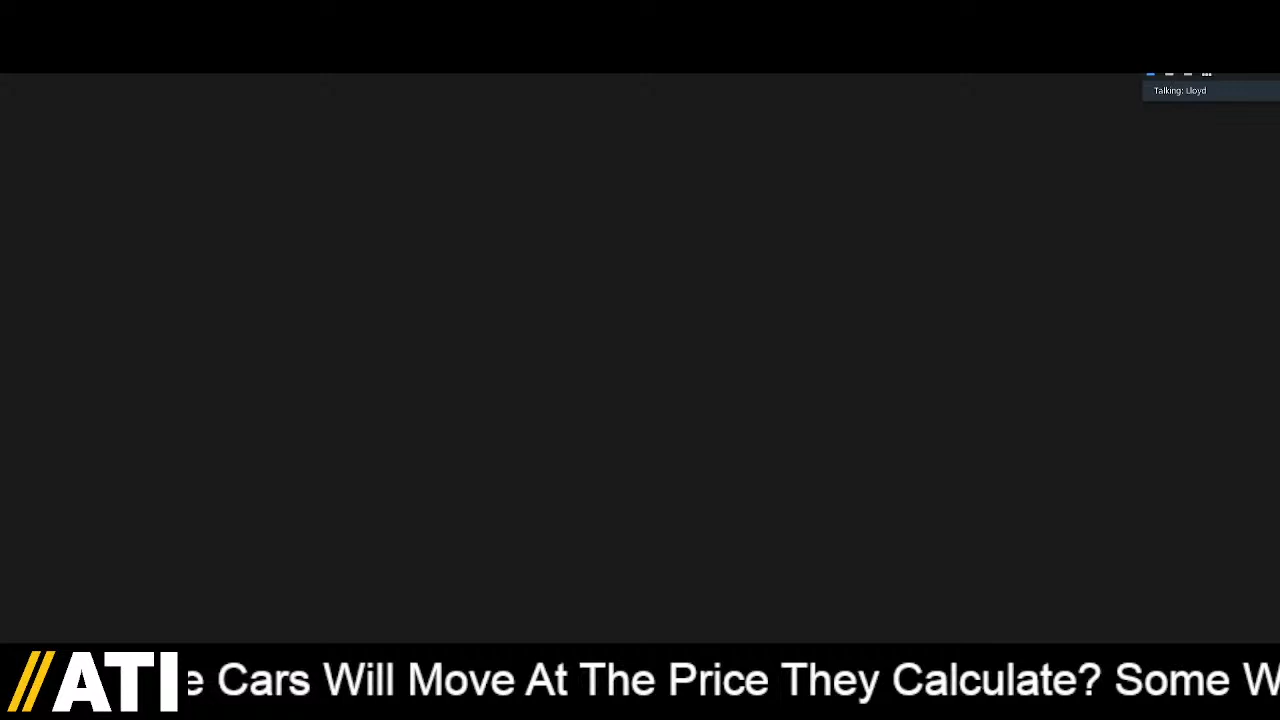 Talking: Lloyd
//ATI
e Cars Will Move At The Price They Calculate? Some W